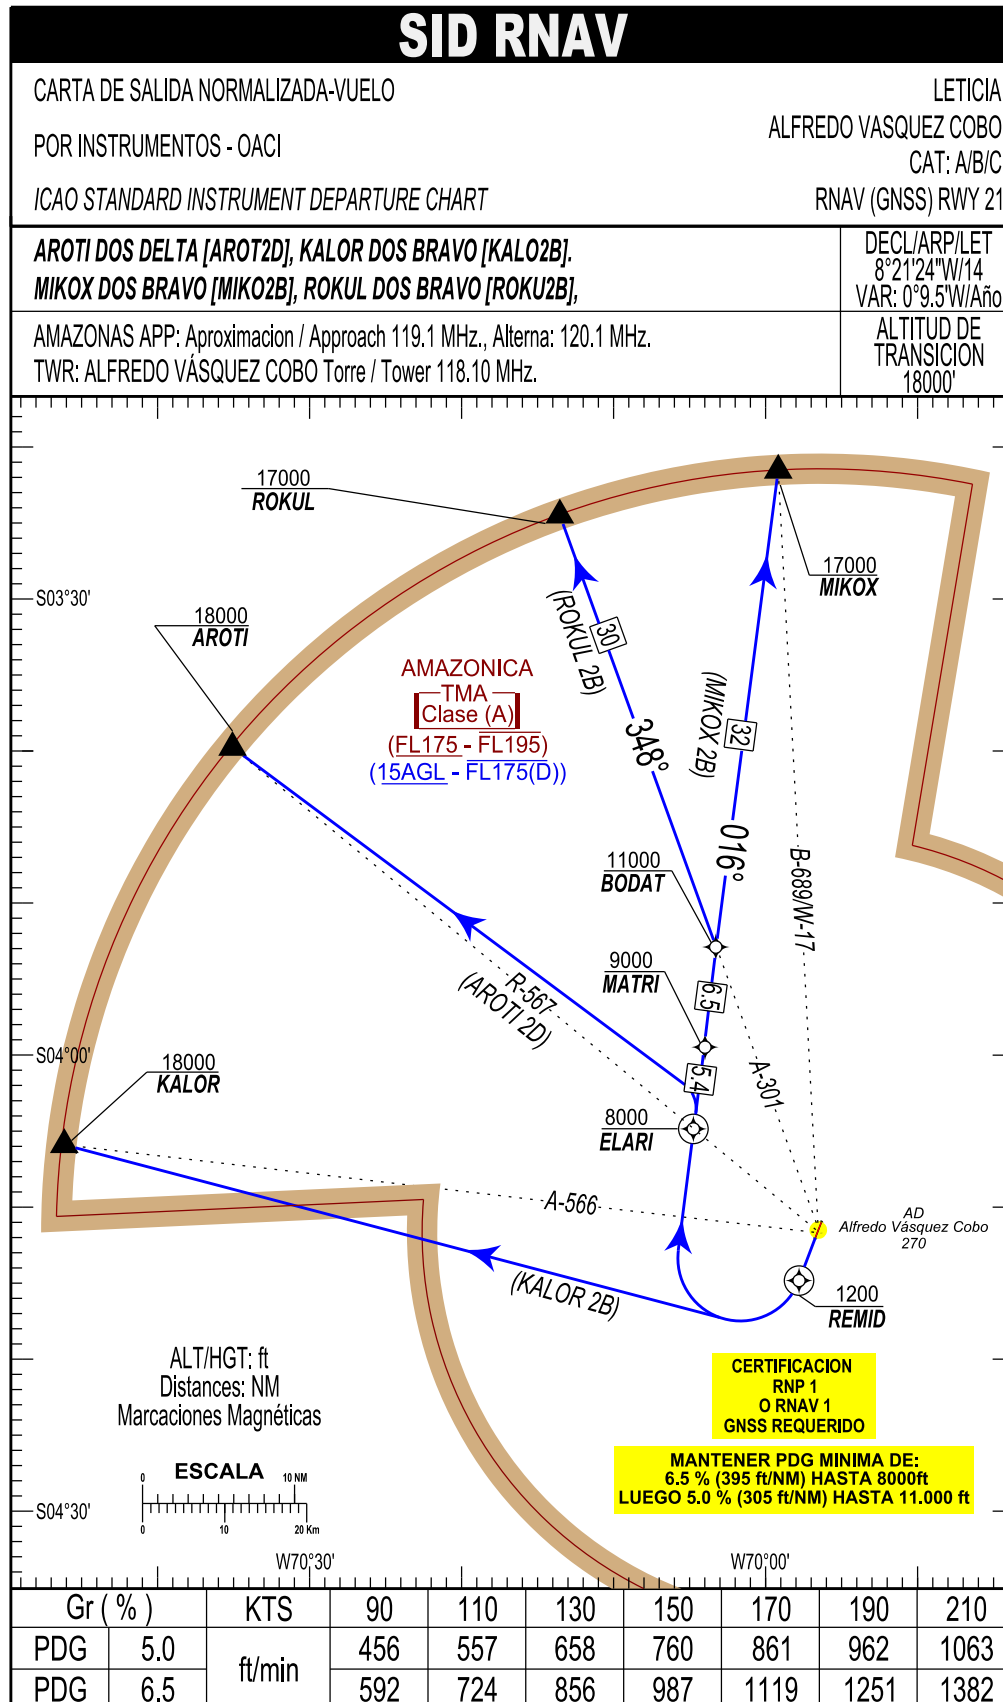 SID RNAV
CARTA DE SALIDA NORMALIZADA-VUELO
POR INSTRUMENTOS - OACI
ICAO STANDARD INSTRUMENT DEPARTURE CHART
LETICIA
ALFREDO VASQUEZ COBO
CAT: A/B/C
RNAV (GNSS) RWY 21
AROTI DOS DELTA [AROT2D], KALOR DOS BRAVO [KALO2B].
MIKOX DOS BRAVO [MIKO2B], ROKUL DOS BRAVO [ROKU2B],
DECL/ARP/LET
8°21'24"W/14
VAR: 0°9.5'W/Año
AMAZONAS APP: Aproximacion / Approach 119.1 MHz., Alterna: 120.1 MHz.
TWR: ALFREDO VÁSQUEZ COBO Torre / Tower 118.10 MHz.
ALTITUD DE
TRANSICION
18000'
17000
ROKUL
17000
MIKOX
S03°30'
18000
AROTI
(ROKUL 2B)
30
348°
(MIKOX 2B)
32
016°
AMAZONICA
TMA
Clase (A)
(FL175 - FL195)
(15AGL - FL175(D))
B-689/W-17
11000
BODAT
9000
MATRI
6.5
R-567
(AROTI 2D)
S04°00'
5.4
A-301
18000
KALOR
8000
ELARI
A-566
AD
Alfredo Vásquez Cobo
270
(KALOR 2B)
1200
REMID
ALT/HGT: ft
Distances: NM
Marcaciones Magnéticas
CERTIFICACION
RNP 1
O RNAV 1
GNSS REQUERIDO
MANTENER PDG MINIMA DE:
6.5 % (395 ft/NM) HASTA 8000ft
LUEGO 5.0 % (305 ft/NM) HASTA 11.000 ft
ESCALA
0 10 NM
0 10 20 Km
S04°30'
W70°30' W70°00'
Gr ( % ) KTS 90 110 130 150 170 190 210
PDG 5.0 ft/min 456 557 658 760 861 962 1063
PDG 6.5 592 724 856 987 1119 1251 1382